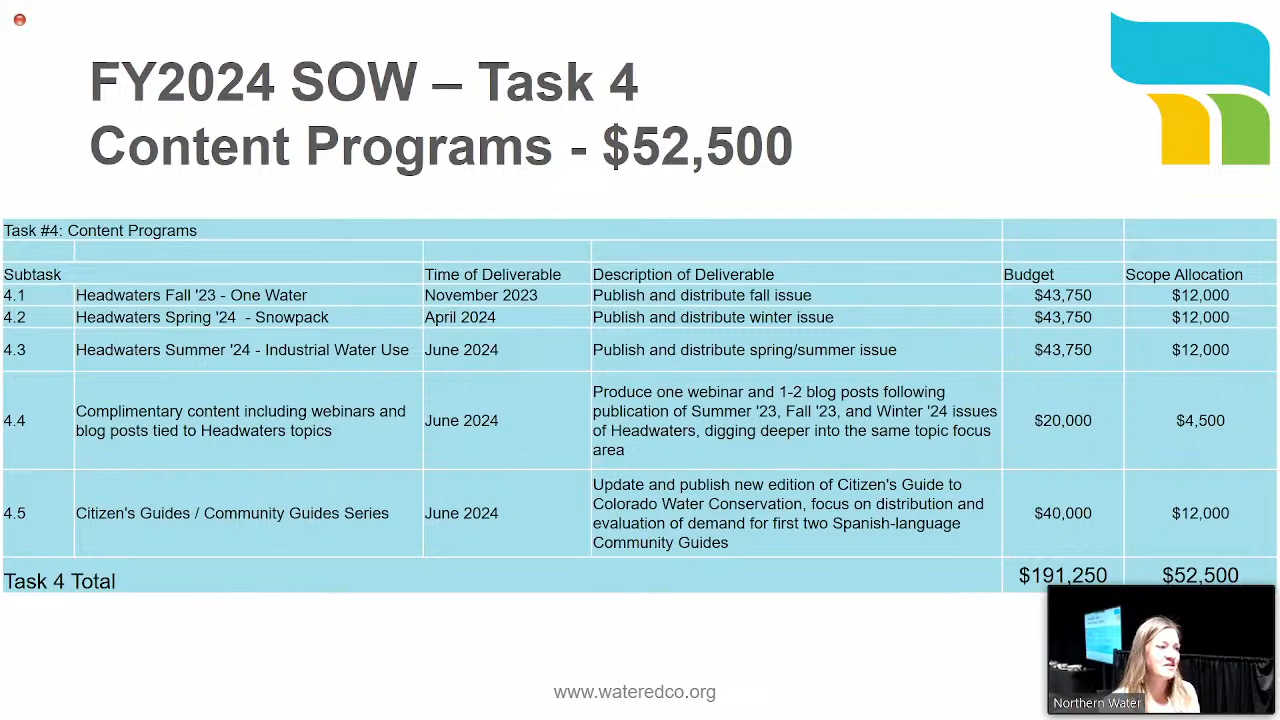 FY2024 SOW – Task 4
Content Programs - $52,500
Task #4: Content Programs
Subtask Time of Deliverable Description of Deliverable Budget Scope Allocation
4.1 Headwaters Fall '23 - One Water November 2023 Publish and distribute fall issue $43,750 $12,000
4.2 Headwaters Spring '24 - Snowpack April 2024 Publish and distribute winter issue $43,750 $12,000
4.3 Headwaters Summer '24 - Industrial Water Use June 2024 Publish and distribute spring/summer issue $43,750 $12,000
4.4
Complimentary content including webinars and
blog posts tied to Headwaters topics
June 2024
Produce one webinar and 1-2 blog posts following
publication of Summer '23, Fall '23, and Winter '24 issues
of Headwaters, digging deeper into the same topic focus
area
$20,000 $4,500
4.5 Citizen's Guides / Community Guides Series June 2024
Update and publish new edition of Citizen's Guide to
Colorado Water Conservation, focus on distribution and
evaluation of demand for first two Spanish-language
Community Guides
$40,000 $12,000
Task 4 Total $191,250 $52,500
www.wateredco.org
Northern Water